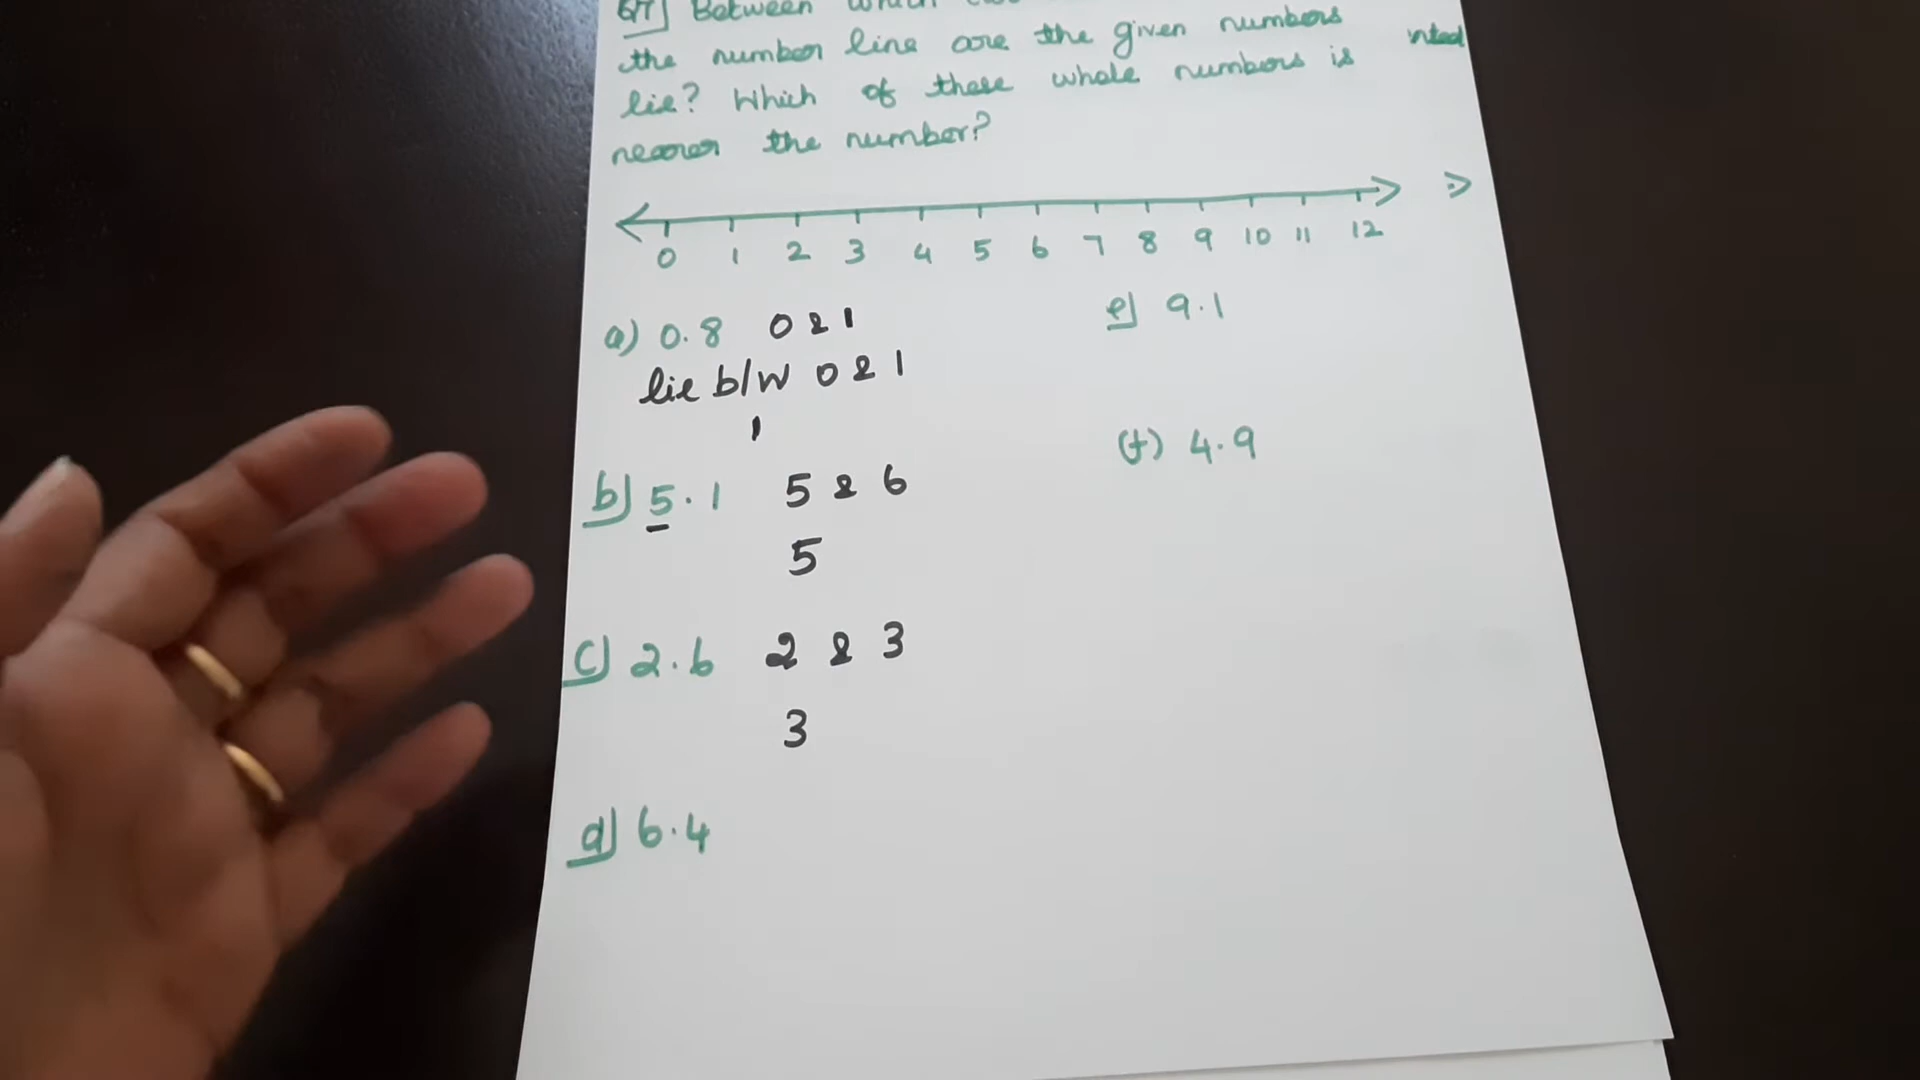 Between which
the number line are the given numbers
lie? Which of these whole numbers is
nearer the number?
0 1 2 3 4 5 6 7 8 9 10 11 12
a) 0.8 0 & 1
lie b/w 0 & 1
1
b) 5.1 5 & 6
5
c) 2.6 2 & 3
3
d) 6.4
e) 9.1
(f) 4.9